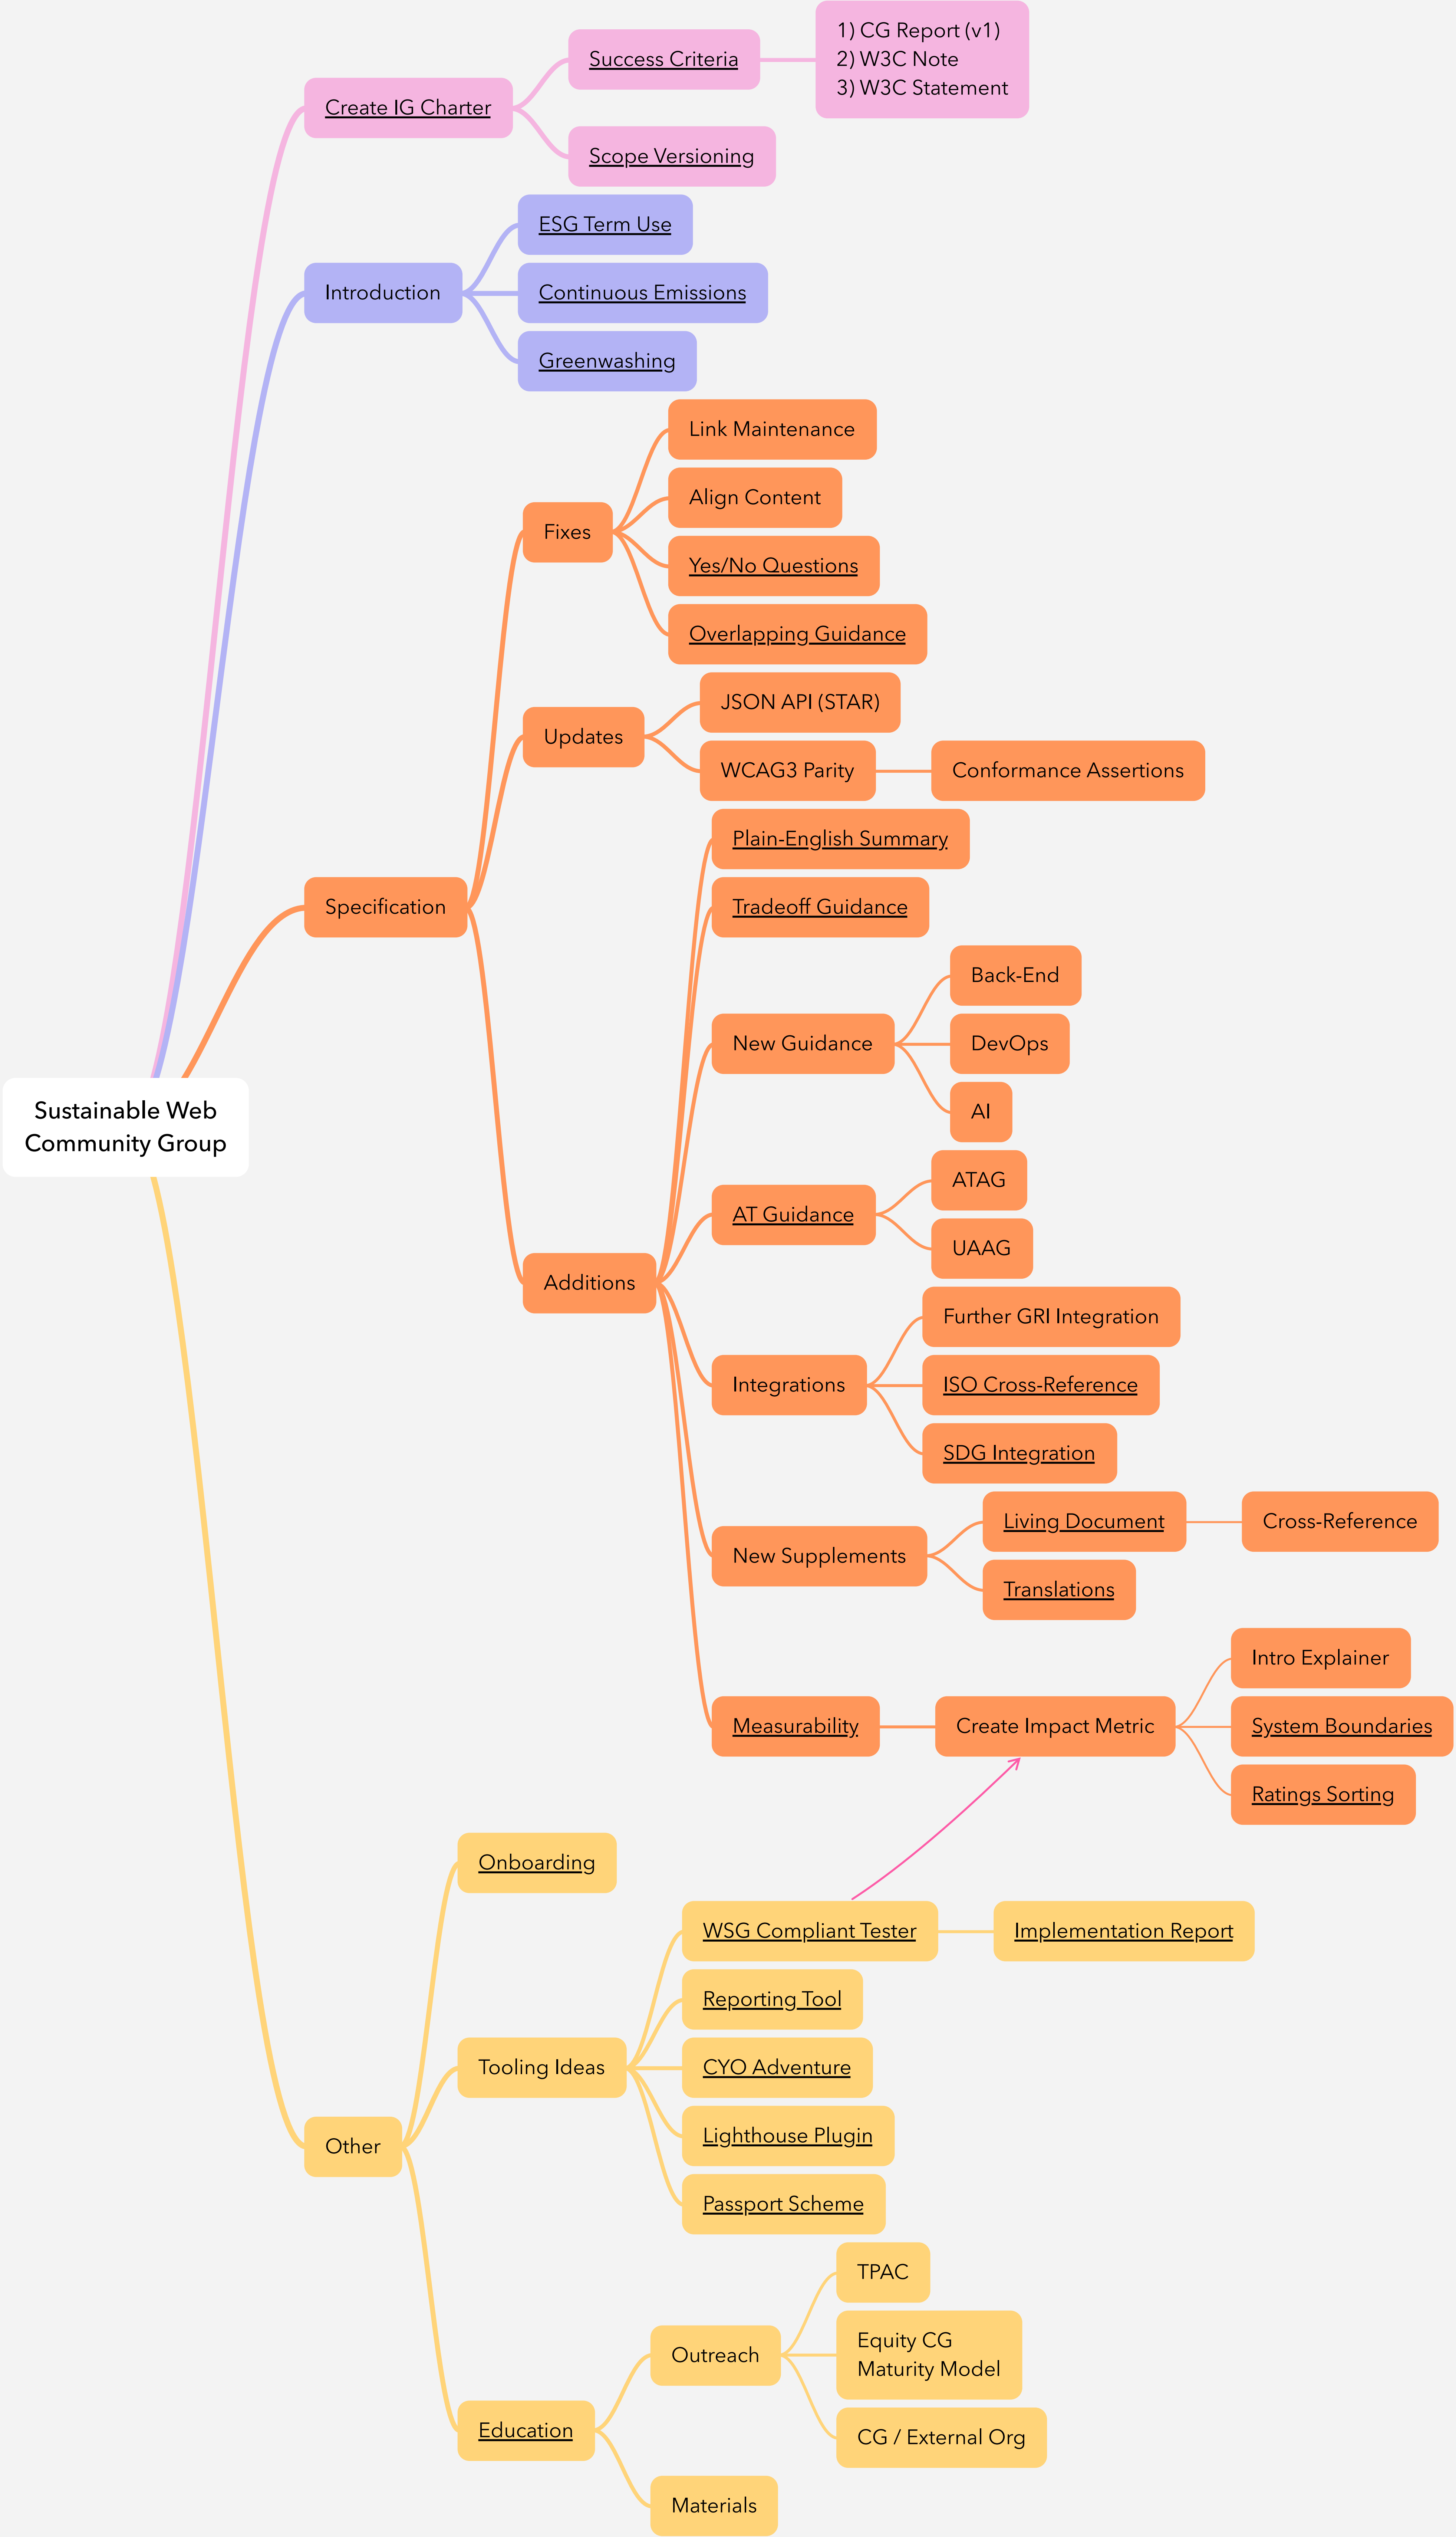 1) CG Report (v1)
2) W3C Note
3) W3C Statement
Success Criteria
Create IG Charter
Scope Versioning
ESG Term Use
Introduction
Continuous Emissions
Greenwashing
Link Maintenance
Align Content
Fixes
Yes/No Questions
Overlapping Guidance
JSON API (STAR)
Updates
WCAG3 Parity
Conformance Assertions
Plain-English Summary
Specification
Tradeoff Guidance
Back-End
New Guidance
DevOps
AI
Sustainable Web
Community Group
ATAG
AT Guidance
UAAG
Additions
Further GRI Integration
Integrations
ISO Cross-Reference
SDG Integration
Living Document
Cross-Reference
New Supplements
Translations
Intro Explainer
Measurability
Create Impact Metric
System Boundaries
Ratings Sorting
Onboarding
WSG Compliant Tester
Implementation Report
Reporting Tool
Tooling Ideas
CYO Adventure
Lighthouse Plugin
Other
Passport Scheme
TPAC
Outreach
Equity CG
Maturity Model
Education
CG / External Org
Materials